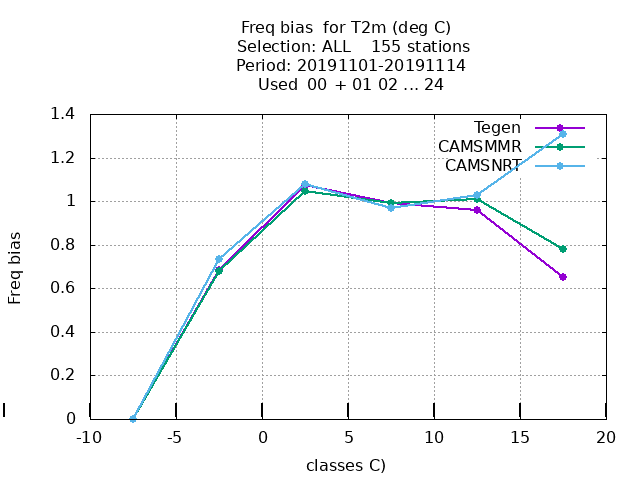 Freq bias for T2m (deg C)
Selection: ALL 155 stations
Period: 20191101-20191114
Used 00 + 01 02 ... 24
1.4
1.2
1
0.8
0.6
0.4
0.2
0
Freq bias
Tegen
CAMSMMR
CAMSNRT
-10 -5 0 5 10 15 20
classes C)